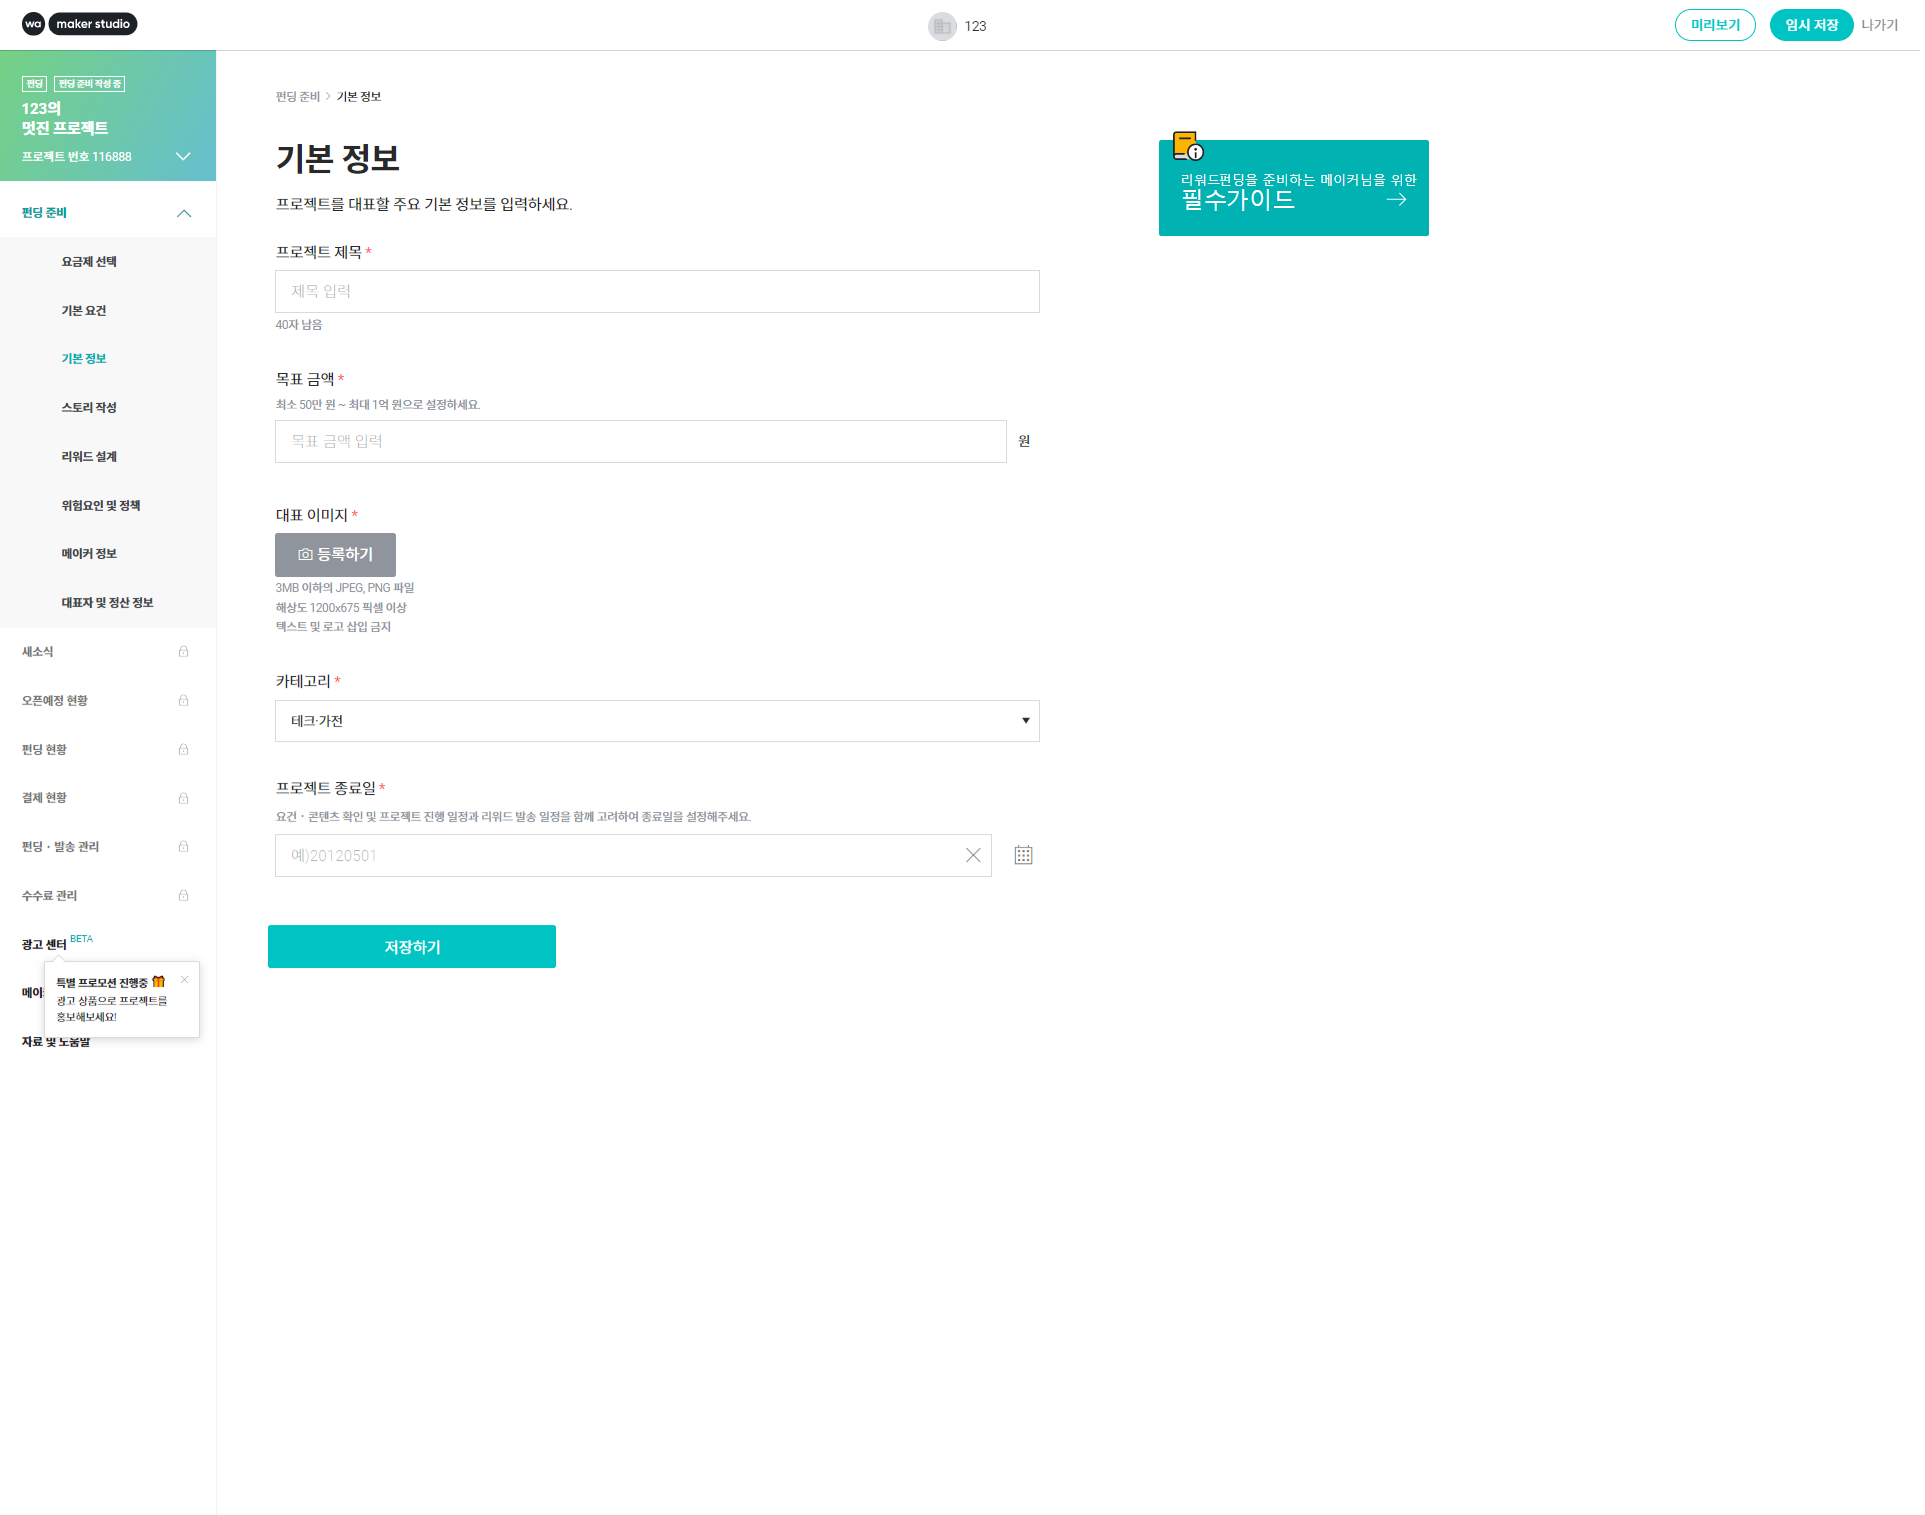 wa maker studio
123
미리보기
임시 저장
나가기
펀딩
펀딩 준비 작성 중
123의
멋진 프로젝트
프로젝트 번호 116888
펀딩 준비
요금제 선택
기본 요건
기본 정보
스토리 작성
리워드 설계
위험요인 및 정책
메이커 정보
대표자 및 정산 정보
새소식
오픈예정 현황
펀딩 현황
결제 현황
펀딩・발송 관리
수수료 관리
광고 센터 BETA
특별 프로모션 진행중
광고 상품으로 프로젝트를
홍보해보세요!
자료 및 도움말
펀딩 준비 > 기본 정보
기본 정보
프로젝트를 대표할 주요 기본 정보를 입력하세요.
프로젝트 제목 *
제목 입력
40자 남음
목표 금액 *
최소 50만 원 ~ 최대 1억 원으로 설정하세요.
목표 금액 입력
원
대표 이미지 *
등록하기
3MB 이하의 JPEG, PNG 파일
해상도 1200x675 픽셀 이상
텍스트 및 로고 삽입 금지
카테고리 *
테크·가전
프로젝트 종료일 *
요건・콘텐츠 확인 및 프로젝트 진행 일정과 리워드 발송 일정을 함께 고려하여 종료일을 설정해주세요.
예)20120501
저장하기
리워드펀딩을 준비하는 메이커님을 위한
필수가이드